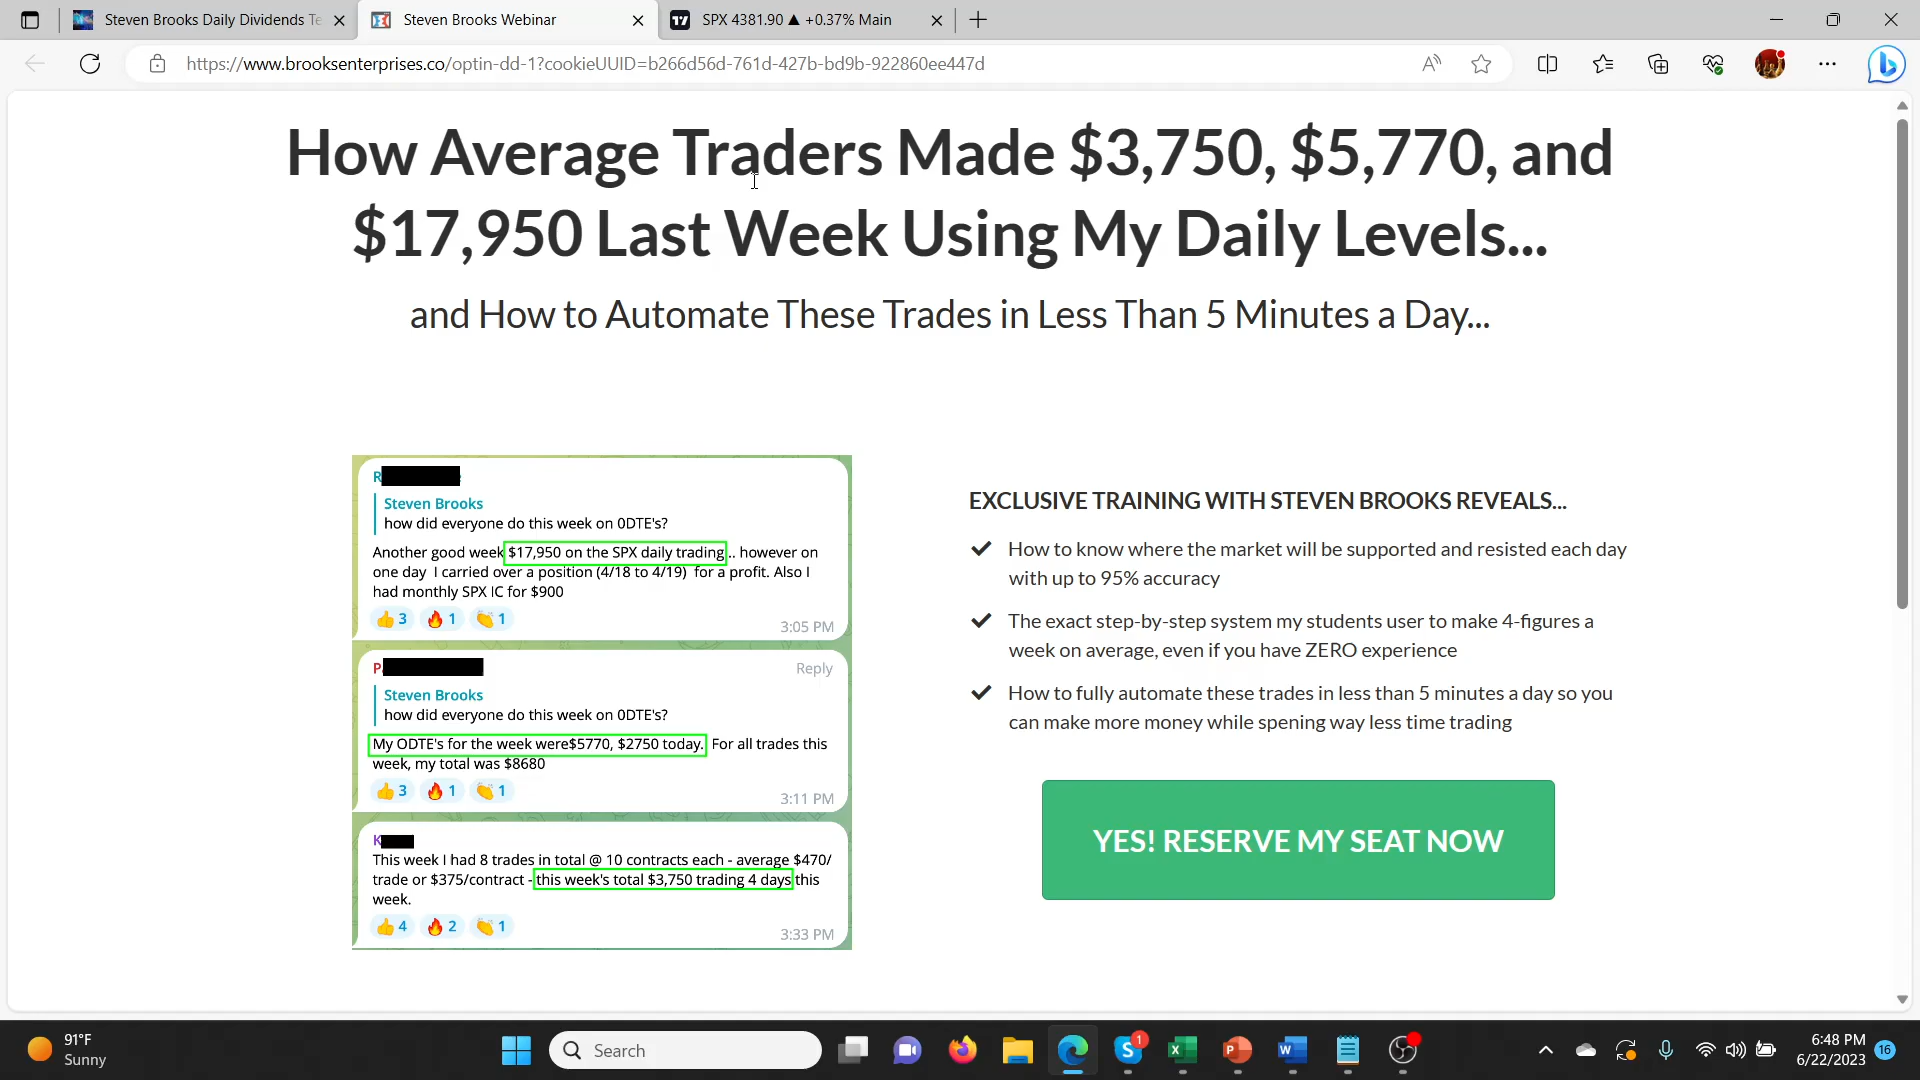 Steven Brooks Daily Dividends Te
Steven Brooks Webinar
SPX 4381.90 ▲ +0.37% Main
https://www.brooksenterprises.co/optin-dd-1?cookieUUID=b266d56d-761d-427b-bd9b-922860ee447d
How Average Traders Made $3,750, $5,770, and
$17,950 Last Week Using My Daily Levels...
and How to Automate These Trades in Less Than 5 Minutes a Day...
R
Steven Brooks
how did everyone do this week on 0DTE's?
Another good week $17,950 on the SPX daily trading .. however on
one day I carried over a position (4/18 to 4/19) for a profit. Also I
had monthly SPX IC for $900
👍 3 🔥 1 👏 1
3:05 PM
P
Reply
Steven Brooks
how did everyone do this week on 0DTE's?
My ODTE's for the week were$5770, $2750 today. For all trades this
week, my total was $8680
👍 3 🔥 1 👏 1
3:11 PM
K
This week I had 8 trades in total @ 10 contracts each - average $470/
trade or $375/contract - this week's total $3,750 trading 4 days this
week.
👍 4 🔥 2 👏 1
3:33 PM
EXCLUSIVE TRAINING WITH STEVEN BROOKS REVEALS...
✔ How to know where the market will be supported and resisted each day
with up to 95% accuracy
✔ The exact step-by-step system my students user to make 4-figures a
week on average, even if you have ZERO experience
✔ How to fully automate these trades in less than 5 minutes a day so you
can make more money while spening way less time trading
YES! RESERVE MY SEAT NOW
91°F
Sunny
Search
1
6:48 PM
6/22/2023
16